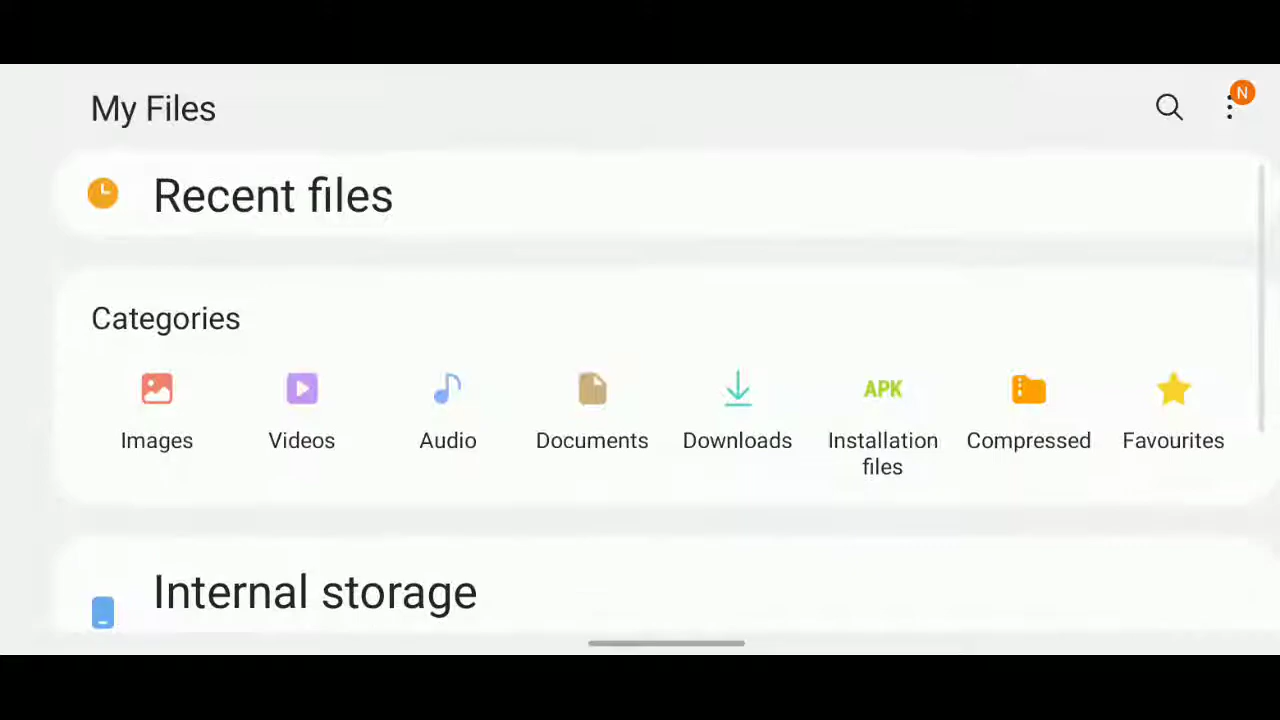 My Files
N
Recent files
Categories
Images
Videos
Audio
Documents
Downloads
APK
Installation
files
Compressed
Favourites
Internal storage